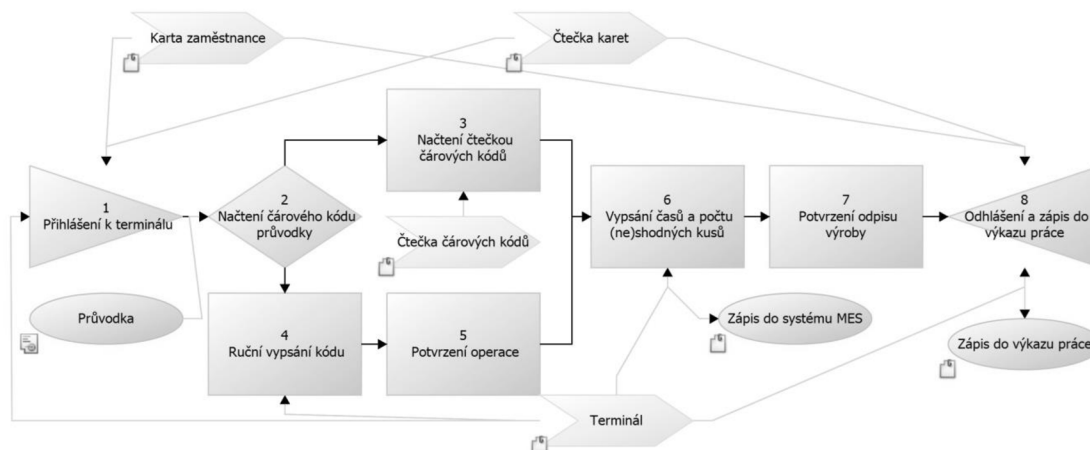 Karta zaměstnance
Čtečka karet
3
Načtení čtečkou
čárových kódů
1
Přihlášení k terminálu
2
Načtení čárového kódu
průvodky
6
Vypsání časů a počtu
(ne)shodných kusů
7
Potvrzení odpisu
výroby
8
Odhlášení a zápis do
výkazu práce
Čtečka čárových kódů
Průvodka
4
Ruční vypsání kódu
5
Potvrzení operace
Zápis do systému MES
Zápis do výkazu práce
Terminál